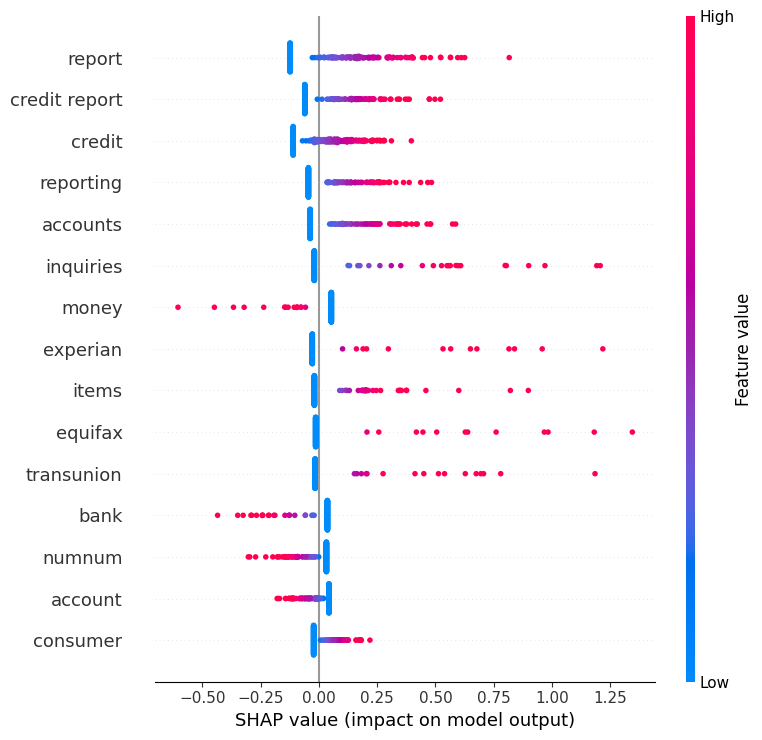 High
report
credit report
credit
reporting
accounts
inquiries
money
experian
items
equifax
transunion
bank
numnum
account
consumer
Feature value
Low
−0.50 −0.25 0.00 0.25 0.50 0.75 1.00 1.25
SHAP value (impact on model output)